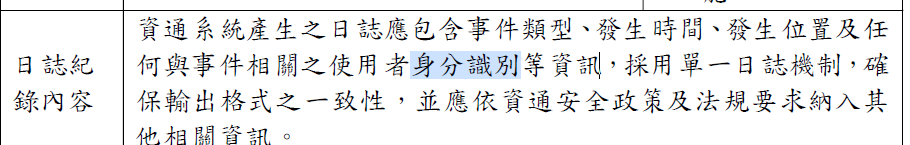 資通系統產生之日誌應包含事件類型、發生時間、發生位置及任
何與事件相關之使用者身分識別等資訊，採用單一日誌機制，確
保輸出格式之一致性，並應依資通安全政策及法規要求納入其
他相關資訊。
日誌紀
錄內容